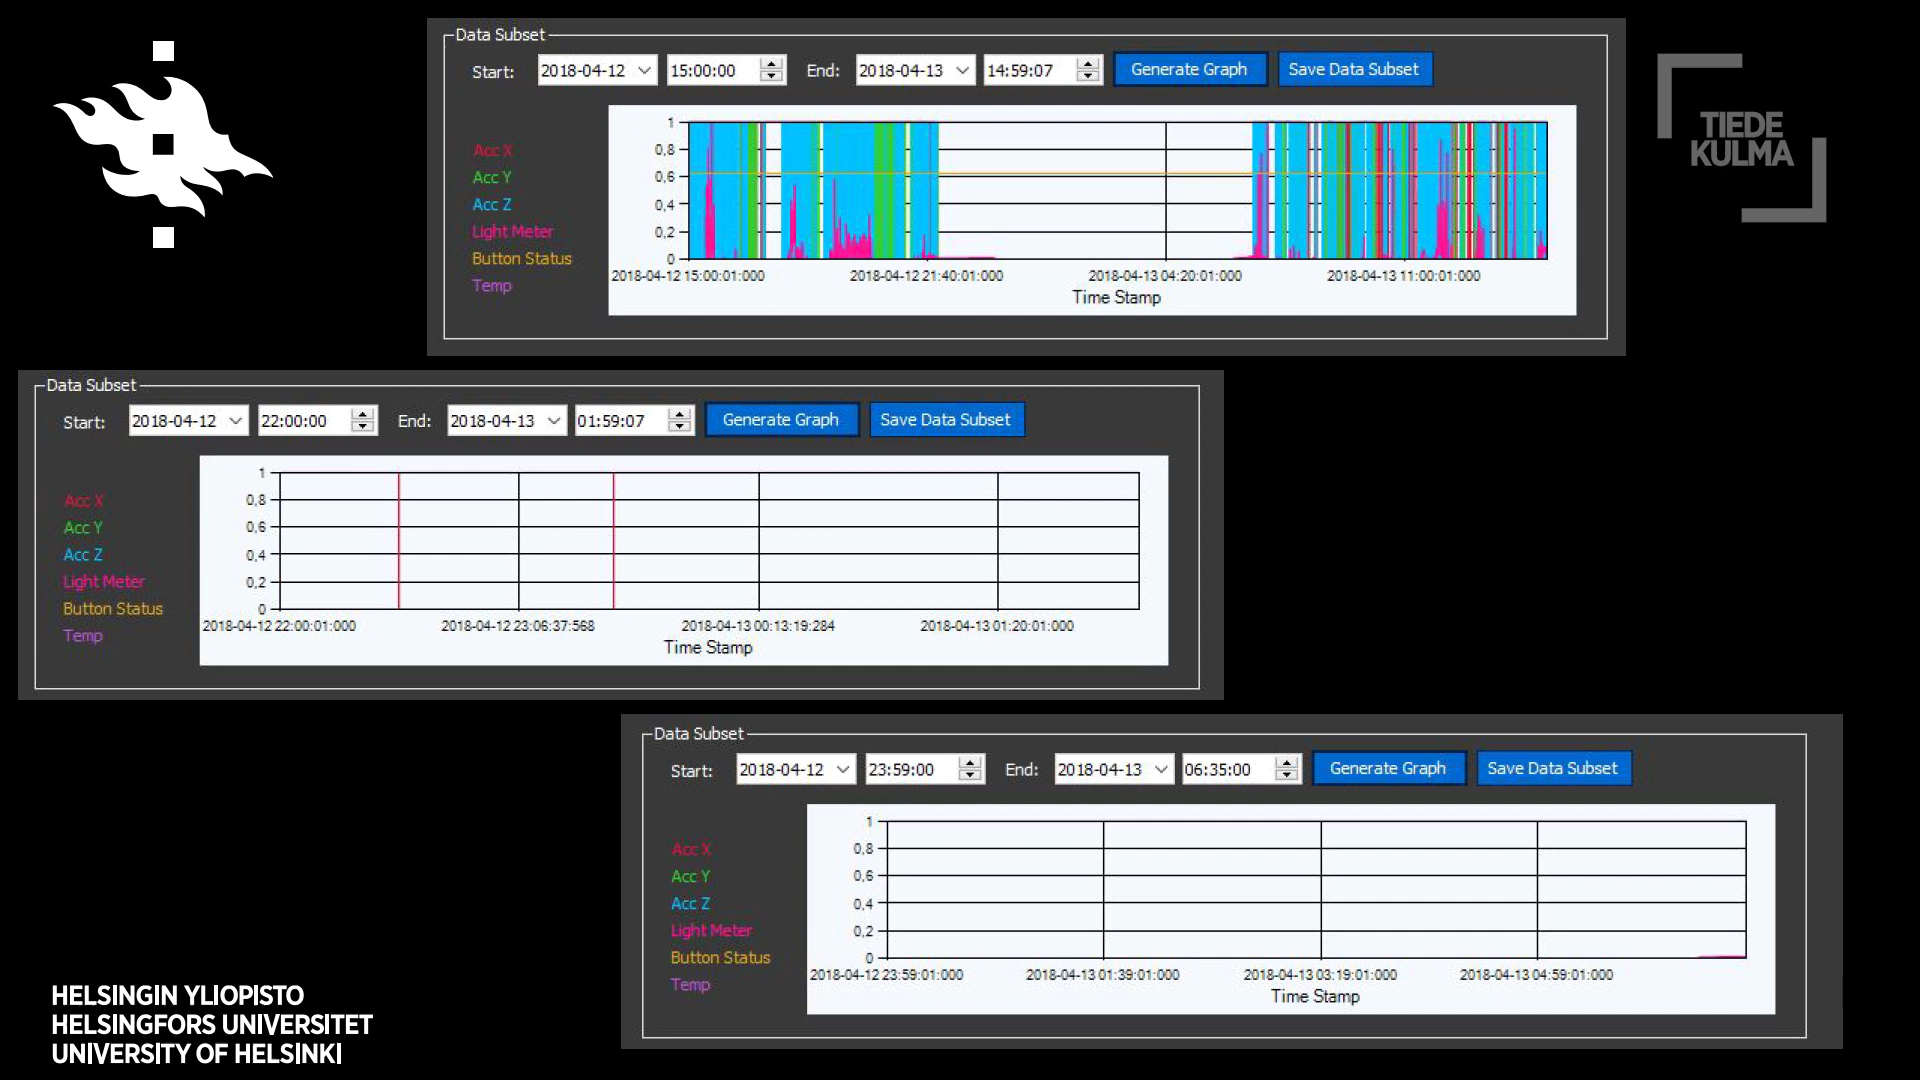 Data Subset
Start: 2018-04-12 15:00:00 End: 2018-04-13 14:59:07 Generate Graph Save Data Subset
TIEDE
KULMA
1
0,8
0,6
0,4
0,2
0
Acc X
Acc Y
Acc Z
Light Meter
Button Status
Temp
2018-04-12 15:00:01:000 2018-04-12 21:40:01:000 2018-04-13 04:20:01:000 2018-04-13 11:00:01:000
Time Stamp
Data Subset
Start: 2018-04-12 22:00:00 End: 2018-04-13 01:59:07 Generate Graph Save Data Subset
1
0,8
0,6
0,4
0,2
0
Acc X
Acc Y
Acc Z
Light Meter
Button Status
Temp
2018-04-12 22:00:01:000 2018-04-12 23:06:37:568 2018-04-13 00:13:19:284 2018-04-13 01:20:01:000
Time Stamp
Data Subset
Start: 2018-04-12 23:59:00 End: 2018-04-13 06:35:00 Generate Graph Save Data Subset
1
0,8
0,6
0,4
0,2
0
Acc X
Acc Y
Acc Z
Light Meter
Button Status
Temp
2018-04-12 23:59:01:000 2018-04-13 01:39:01:000 2018-04-13 03:19:01:000 2018-04-13 04:59:01:000
Time Stamp
HELSINGIN YLIOPISTO
HELSINGFORS UNIVERSITET
UNIVERSITY OF HELSINKI